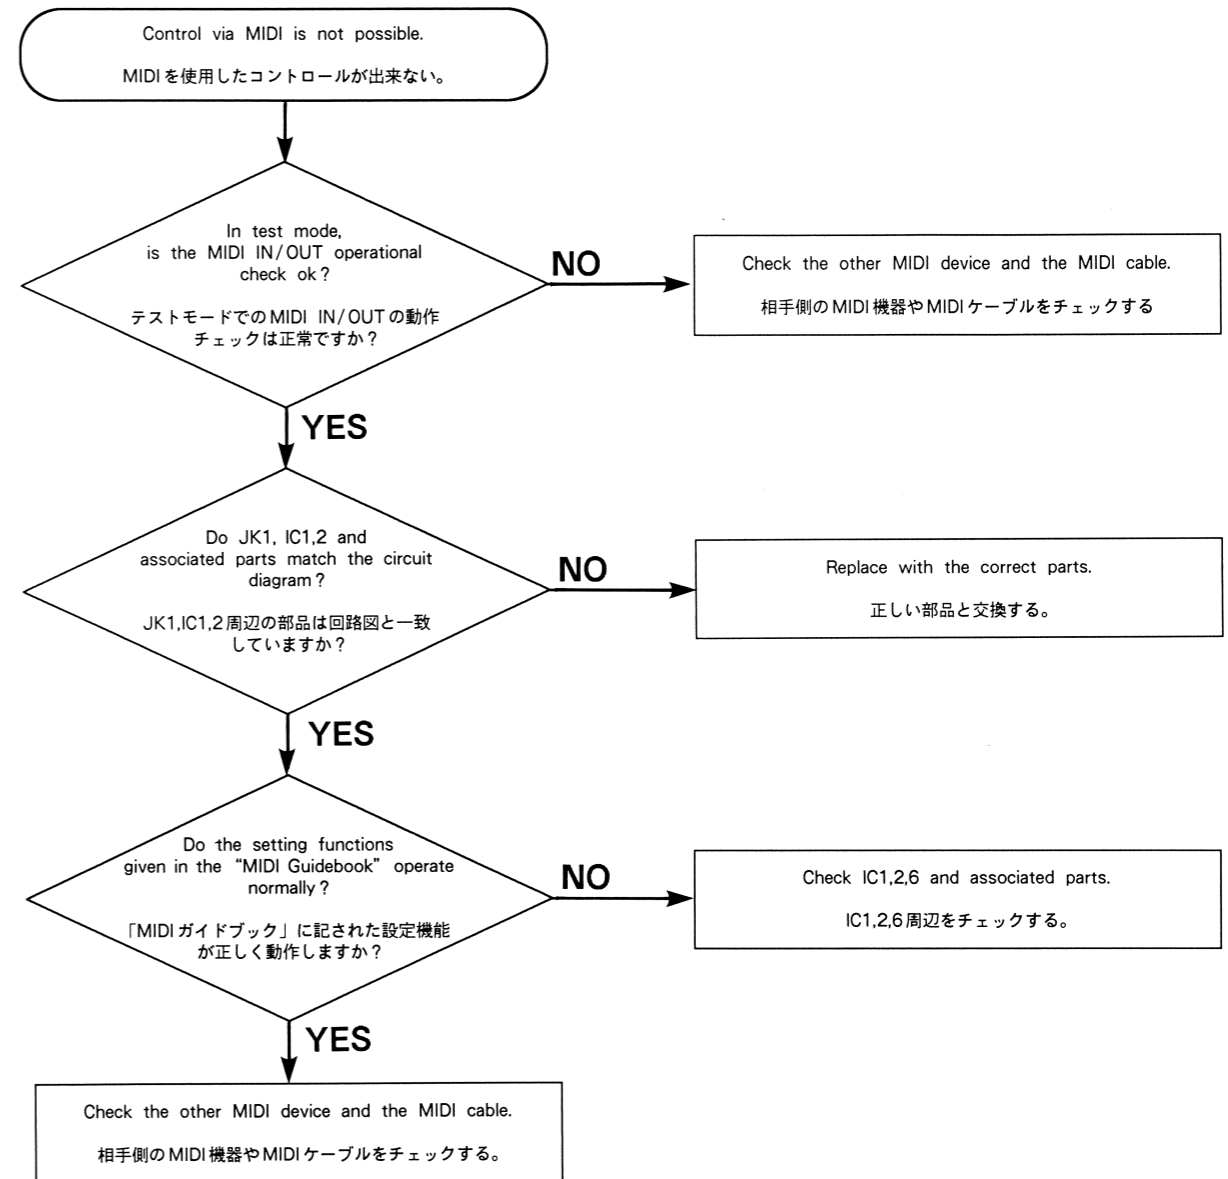 Control via MIDI is not possible.
MIDIを使用したコントロールが出来ない。
In test mode,
is the MIDI IN/OUT operational
check ok?
テストモードでのMIDI IN/OUTの動作
チェックは正常ですか?
NO
Check the other MIDI device and the MIDI cable.
相手側のMIDI機器やMIDIケーブルをチェックする
YES
Do JK1, IC1,2 and
associated parts match the circuit
diagram?
JK1,IC1,2周辺の部品は回路図と一致
していますか?
NO
Replace with the correct parts.
正しい部品と交換する。
YES
Do the setting functions
given in the “MIDI Guidebook” operate
normally?
「MIDIガイドブック」に記された設定機能
が正しく動作しますか?
NO
Check IC1,2,6 and associated parts.
IC1,2,6周辺をチェックする。
YES
Check the other MIDI device and the MIDI cable.
相手側のMIDI機器やMIDIケーブルをチェックする。